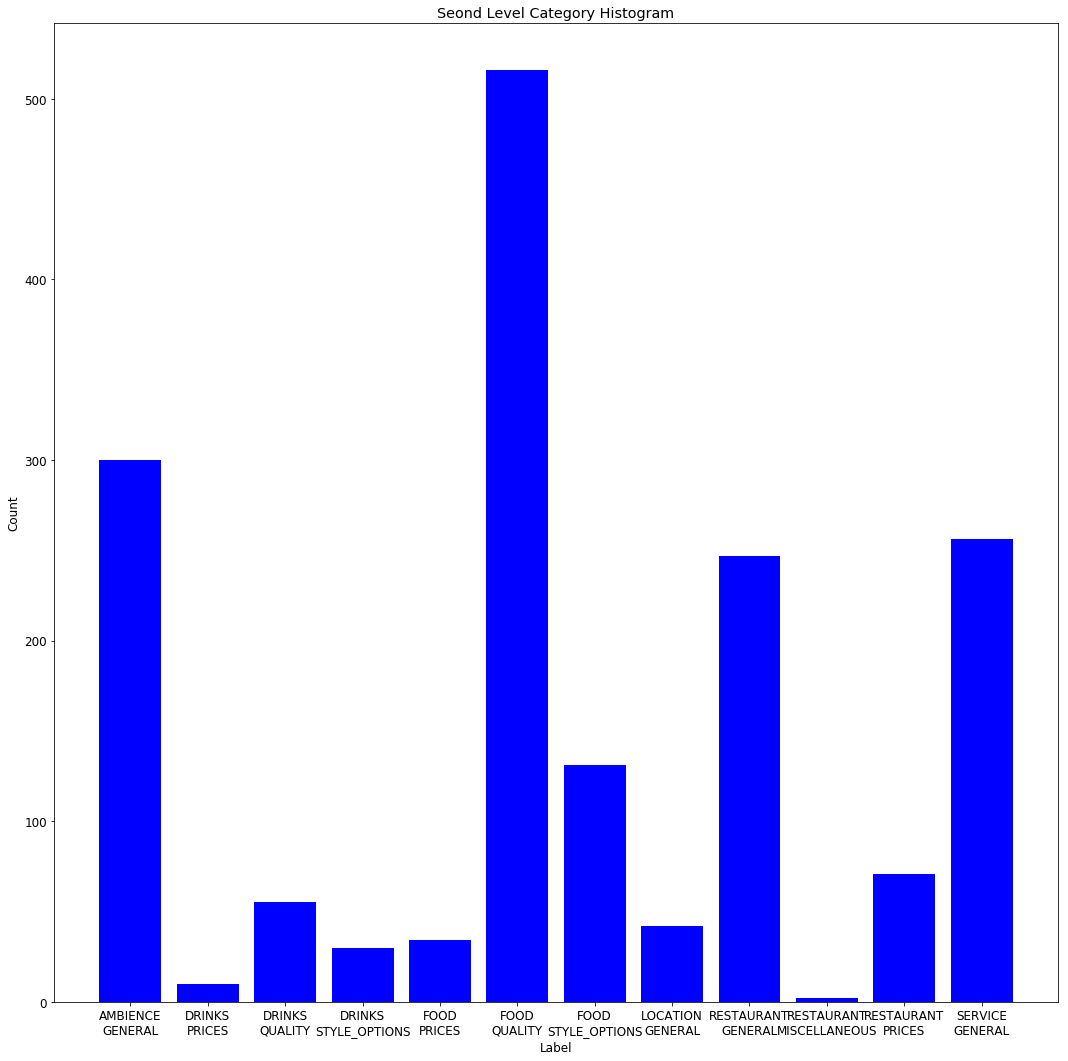 Seond Level Category Histogram
500
400
300
200
100
0
Count
AMBIENCE DRINKS DRINKS DRINKS FOOD FOOD FOOD LOCATION RESTAURANT RESTAURANT RESTAURANT SERVICE
GENERAL PRICES QUALITY STYLE_OPTIONS PRICES QUALITY STYLE_OPTIONS GENERAL GENERAL MISCELLANEOUS PRICES GENERAL
Label